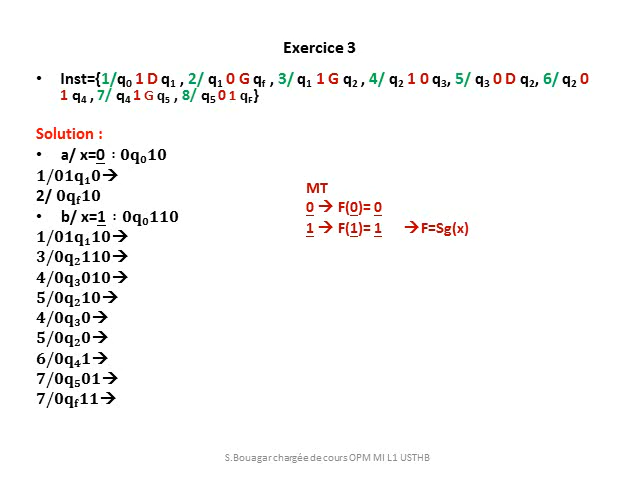 Exercice 3
• Inst={1/q₀ 1 D q₁ , 2/ q₁ 0 G qf , 3/ q₁ 1 G q₂ , 4/ q₂ 1 0 q₃, 5/ q₃ 0 D q₂, 6/ q₂ 0
1 q₄ , 7/ q₄ 1 G q₅ , 8/ q₅ 0 1 qF}
Solution :
• a/ x=0 : 0q₀10
1/01q₁0→
2/ 0qf10
• b/ x=1 : 0q₀110
1/01q₁10→
3/0q₂110→
4/0q₃010→
5/0q₂10→
4/0q₃0→
5/0q₂0→
6/0q₄1→
7/0q₅01→
7/0qf11→
MT
0 → F(0)= 0
1 → F(1)= 1 →F=Sg(x)
S.Bouagar chargée de cours OPM MI L1 USTHB